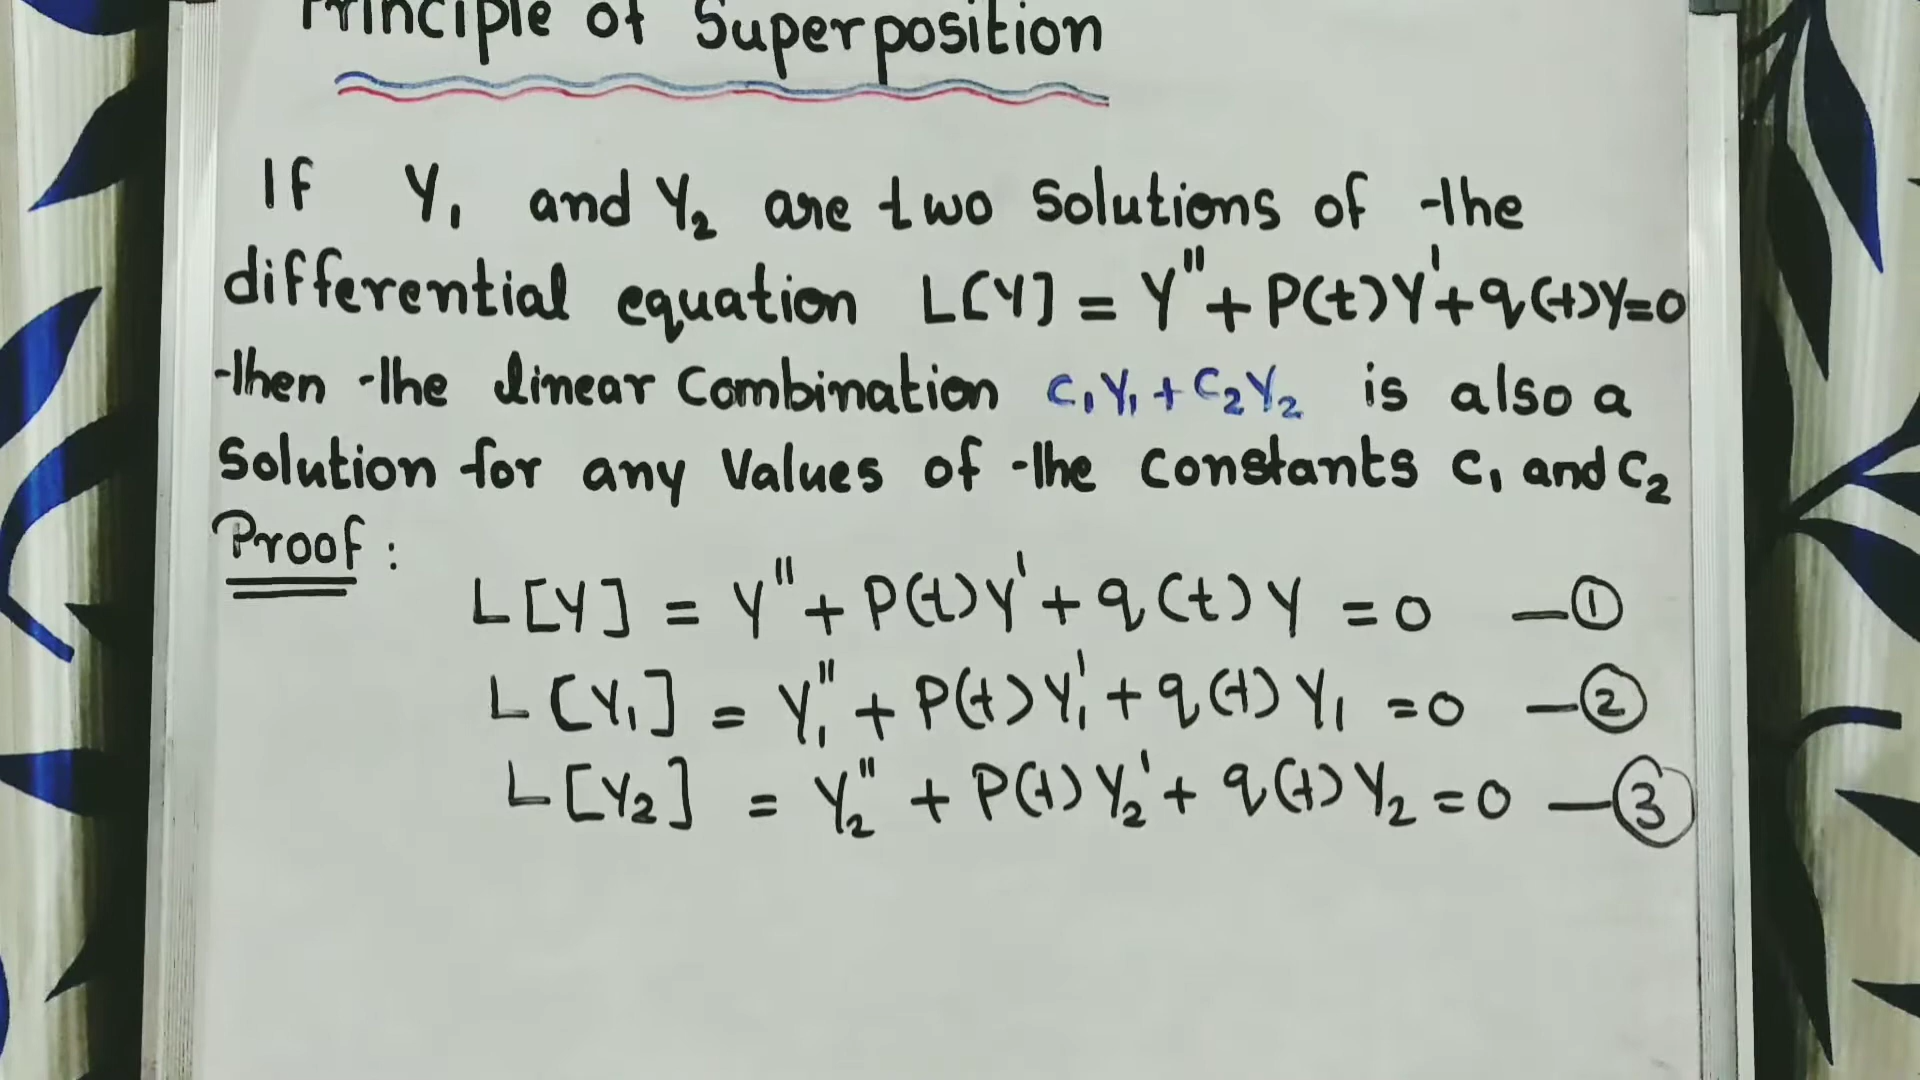 Principle of Superposition
If Y₁ and Y₂ are two solutions of the
differential equation L[Y] = Y'' + P(t)Y' + q(t)Y=0
then the linear Combination C₁Y₁ + C₂Y₂ is also a
Solution for any Values of the Constants C₁ and C₂
Proof :
L[Y] = Y'' + P(t)Y' + q(t)Y = 0 — ①
L[Y₁] = Y₁'' + P(t)Y₁' + q(t)Y₁ = 0 — ②
L[Y₂] = Y₂'' + P(t)Y₂' + q(t)Y₂ = 0 — ③